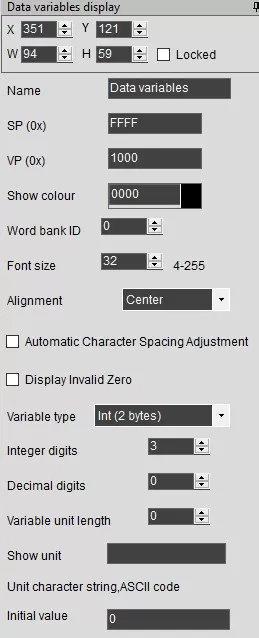 Data variables display
X 351 Y 121
W 94 H 59 Locked
Name Data variables
SP (0x) FFFF
VP (0x) 1000
Show colour 0000
Word bank ID 0
Font size 32 4-255
Alignment Center
Automatic Character Spacing Adjustment
Display Invalid Zero
Variable type Int (2 bytes)
Integer digits 3
Decimal digits 0
Variable unit length 0
Show unit
Unit character string,ASCII code
Initial value 0